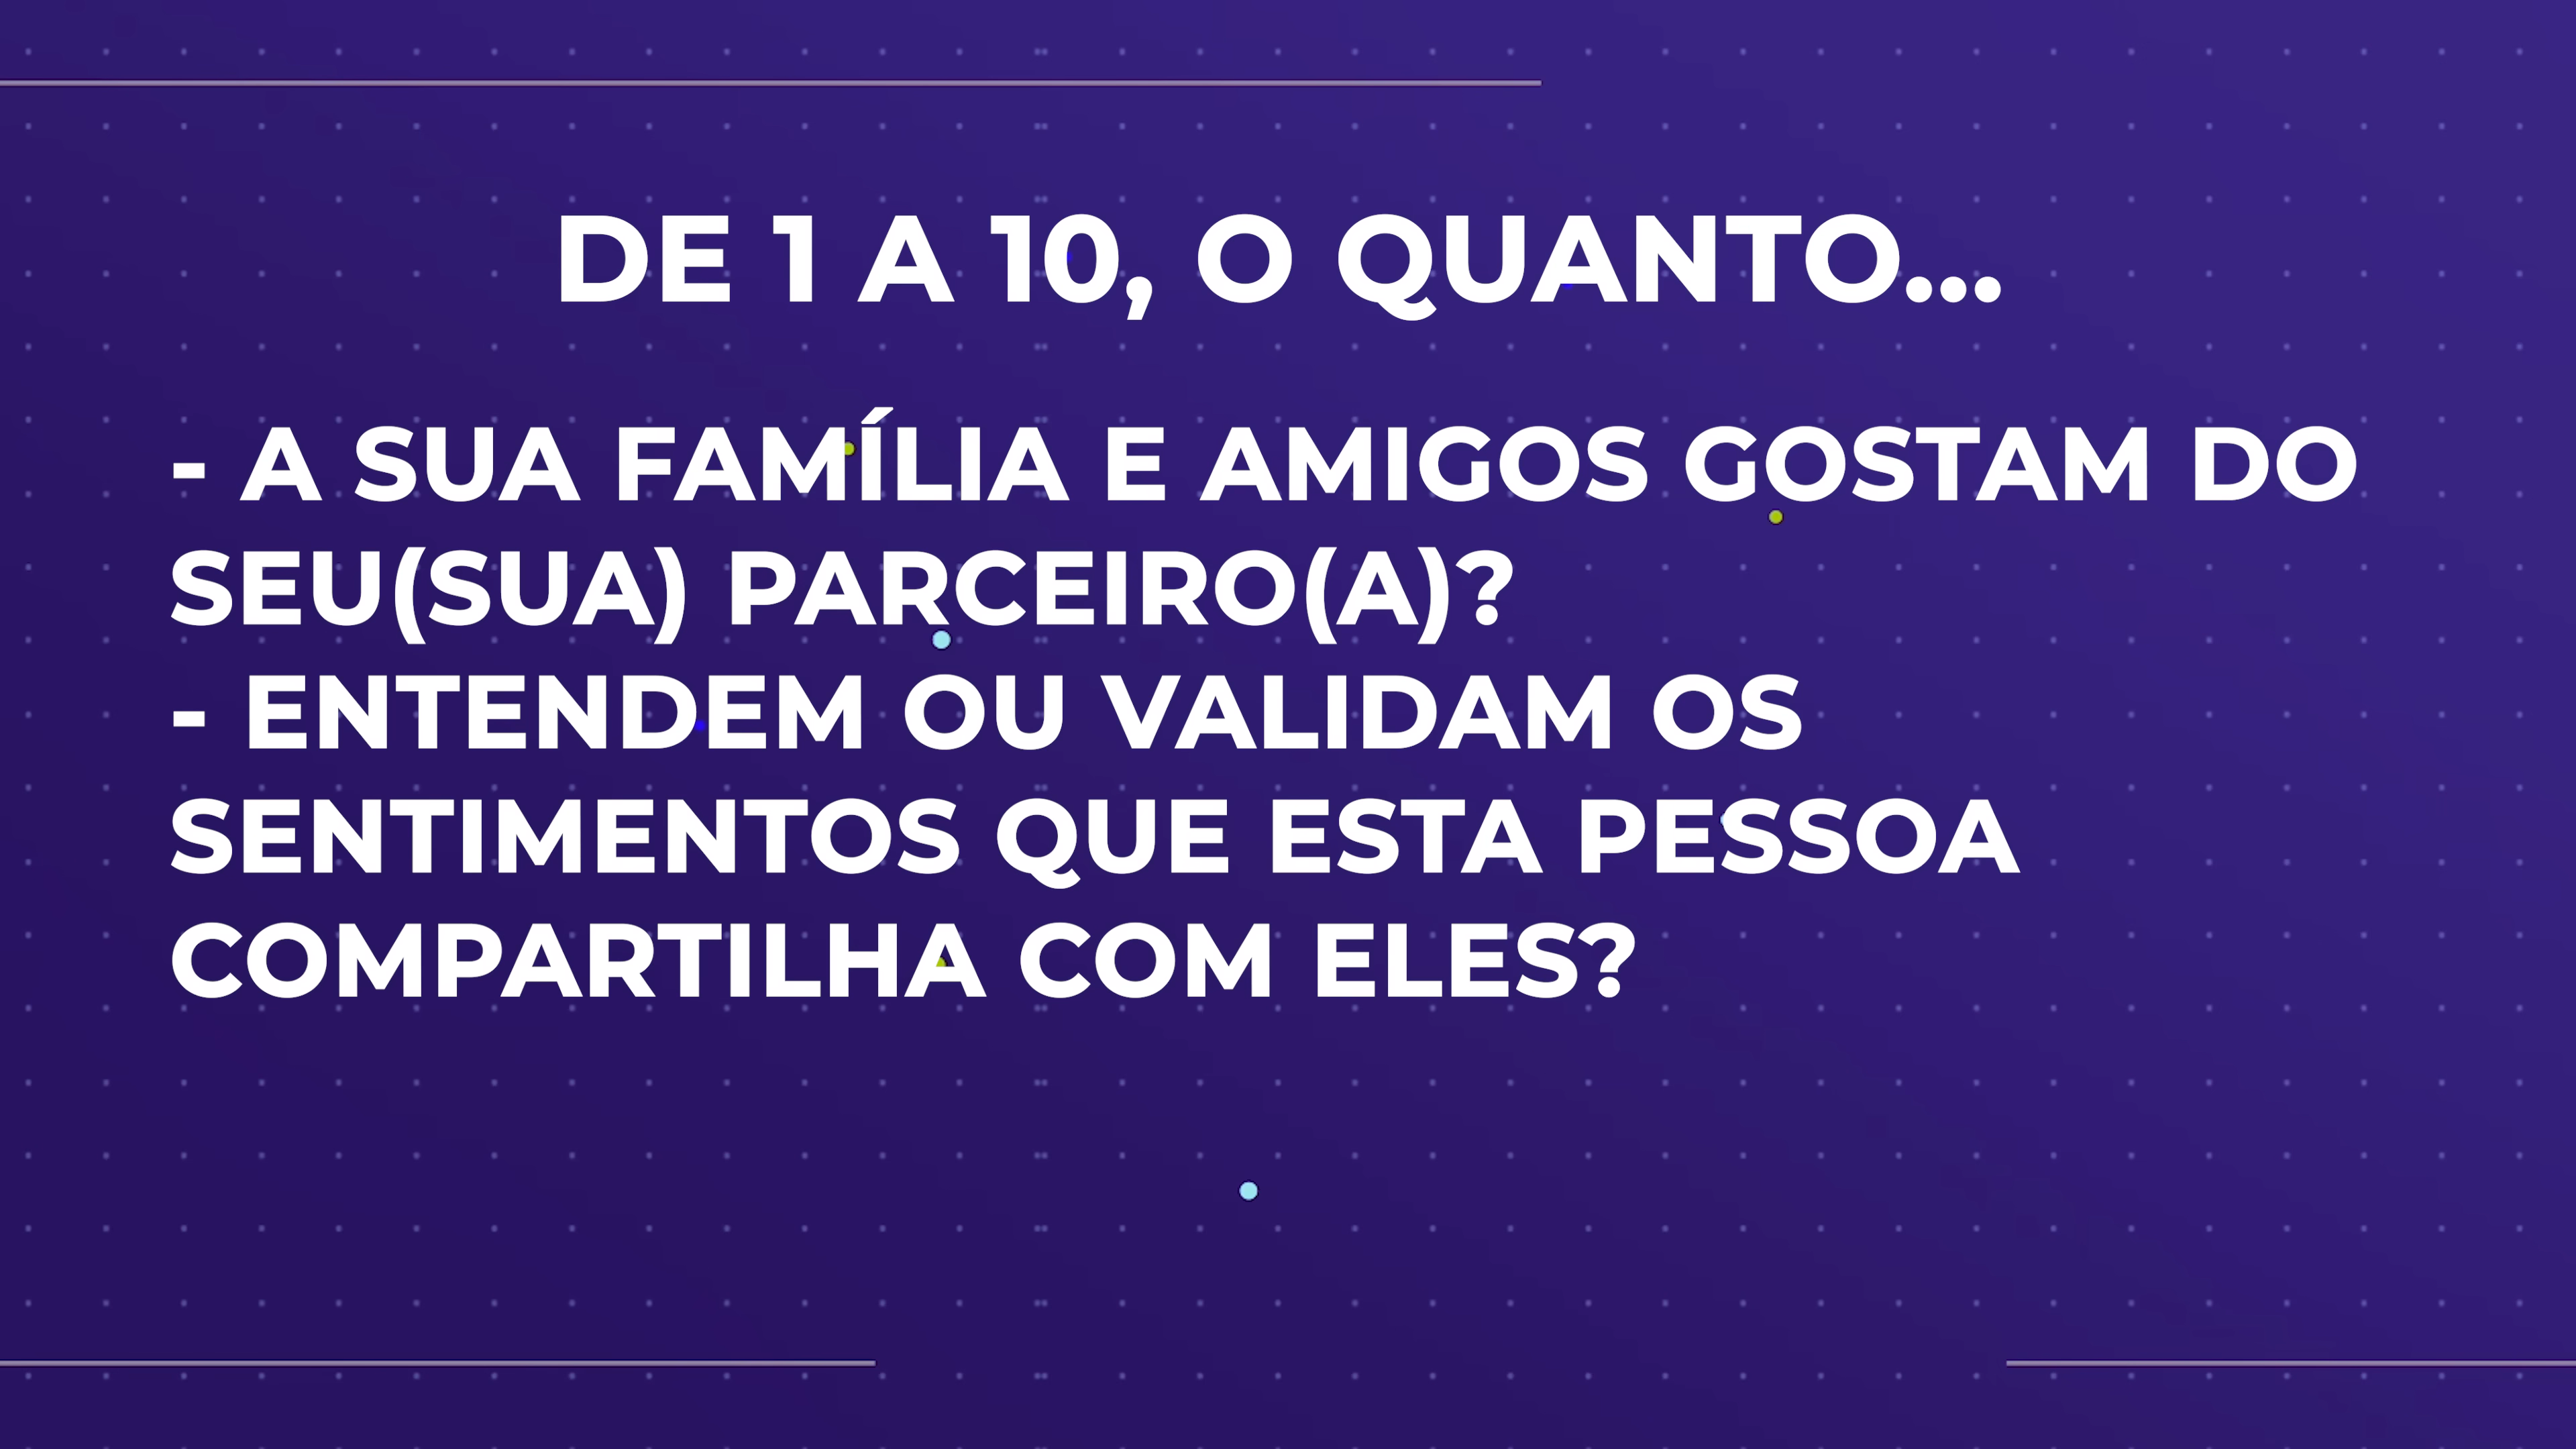 DE 1 A 10, O QUANTO...
- A SUA FAMÍLIA E AMIGOS GOSTAM DO
SEU(SUA) PARCEIRO(A)?
- ENTENDEM OU VALIDAM OS
SENTIMENTOS QUE ESTA PESSOA
COMPARTILHA COM ELES?